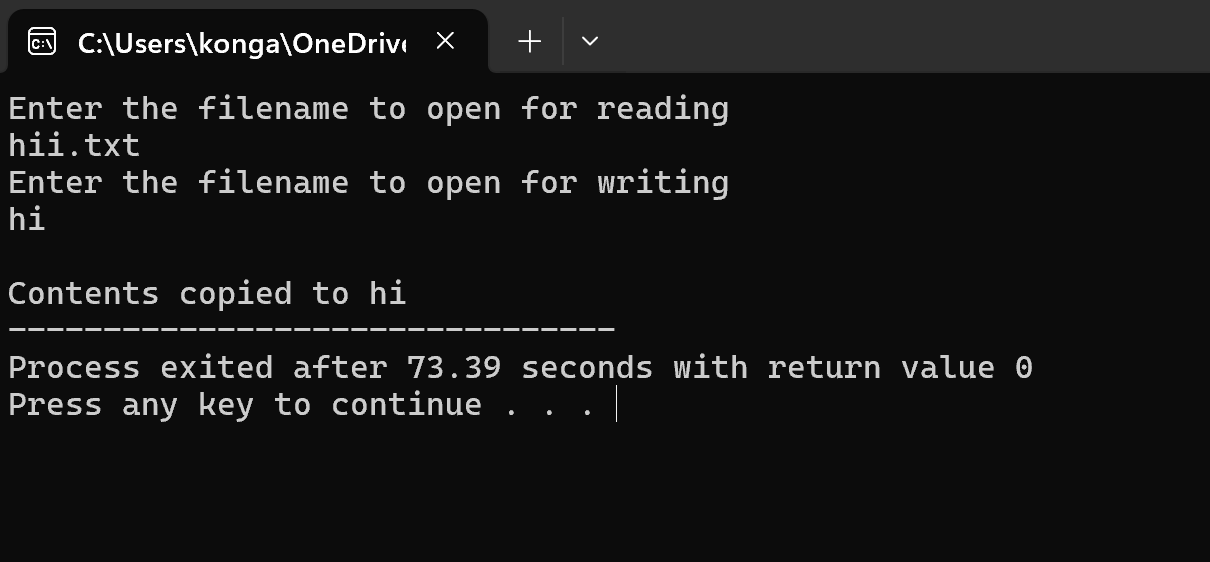 C:\Users\konga\OneDrive
Enter the filename to open for reading
hii.txt
Enter the filename to open for writing
hi
Contents copied to hi
--------------------------------
Process exited after 73.39 seconds with return value 0
Press any key to continue . . .